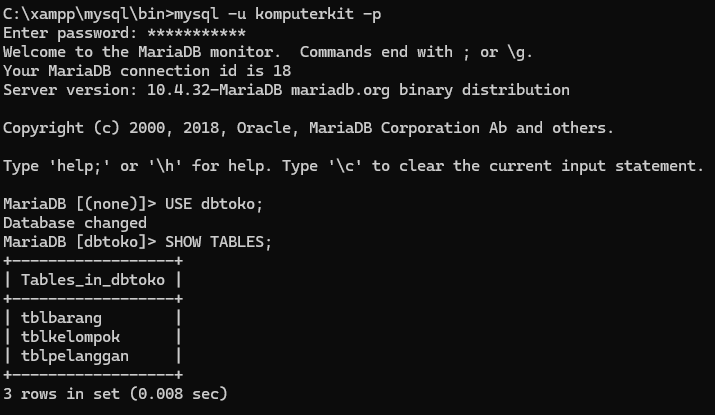 C:\xampp\mysql\bin>mysql -u komputerkit -p
Enter password: ***********
Welcome to the MariaDB monitor.  Commands end with ; or \g.
Your MariaDB connection id is 18
Server version: 10.4.32-MariaDB mariadb.org binary distribution

Copyright (c) 2000, 2018, Oracle, MariaDB Corporation Ab and others.

Type 'help;' or '\h' for help. Type '\c' to clear the current input statement.

MariaDB [(none)]> USE dbtoko;
Database changed
MariaDB [dbtoko]> SHOW TABLES;
+------------------+
| Tables_in_dbtoko |
+------------------+
| tblbarang        |
| tblkelompok      |
| tblpelanggan     |
+------------------+
3 rows in set (0.008 sec)